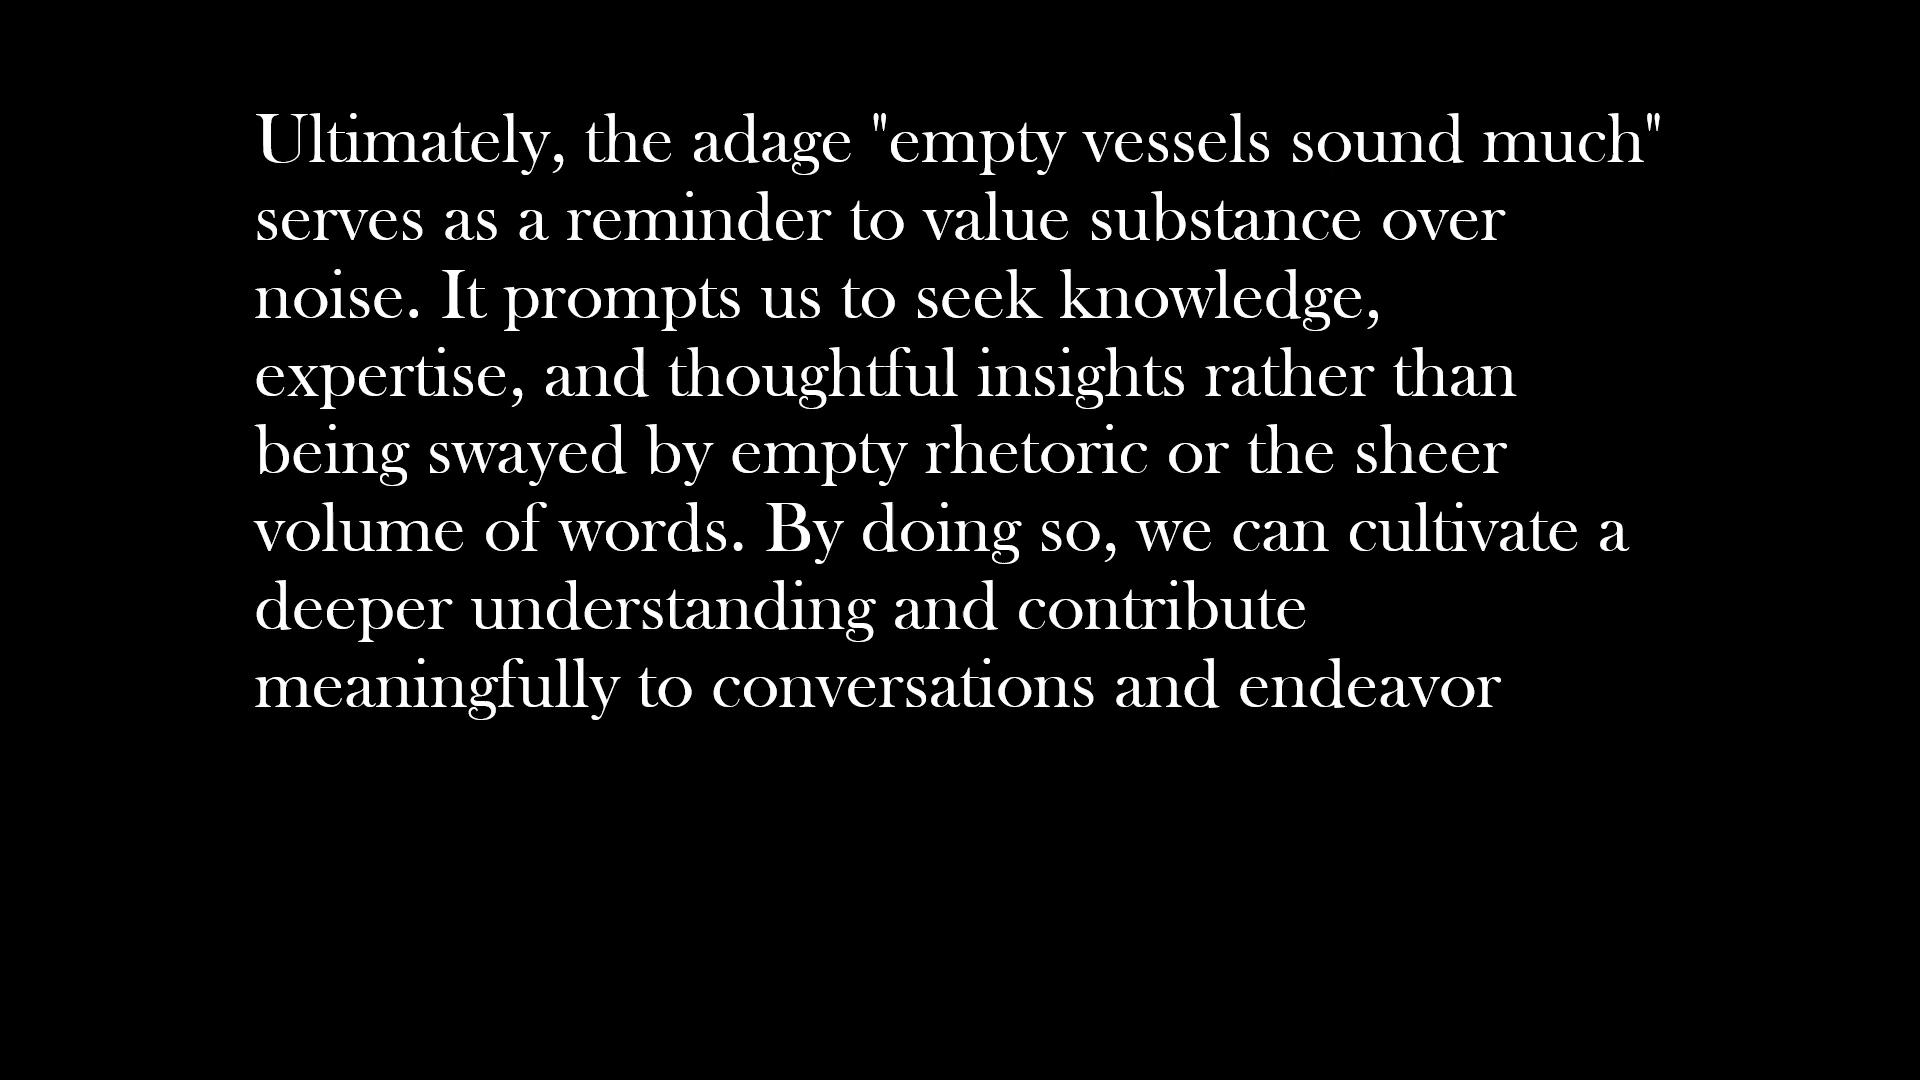 Ultimately, the adage "empty vessels sound much"
serves as a reminder to value substance over
noise. It prompts us to seek knowledge,
expertise, and thoughtful insights rather than
being swayed by empty rhetoric or the sheer
volume of words. By doing so, we can cultivate a
deeper understanding and contribute
meaningfully to conversations and endeavor